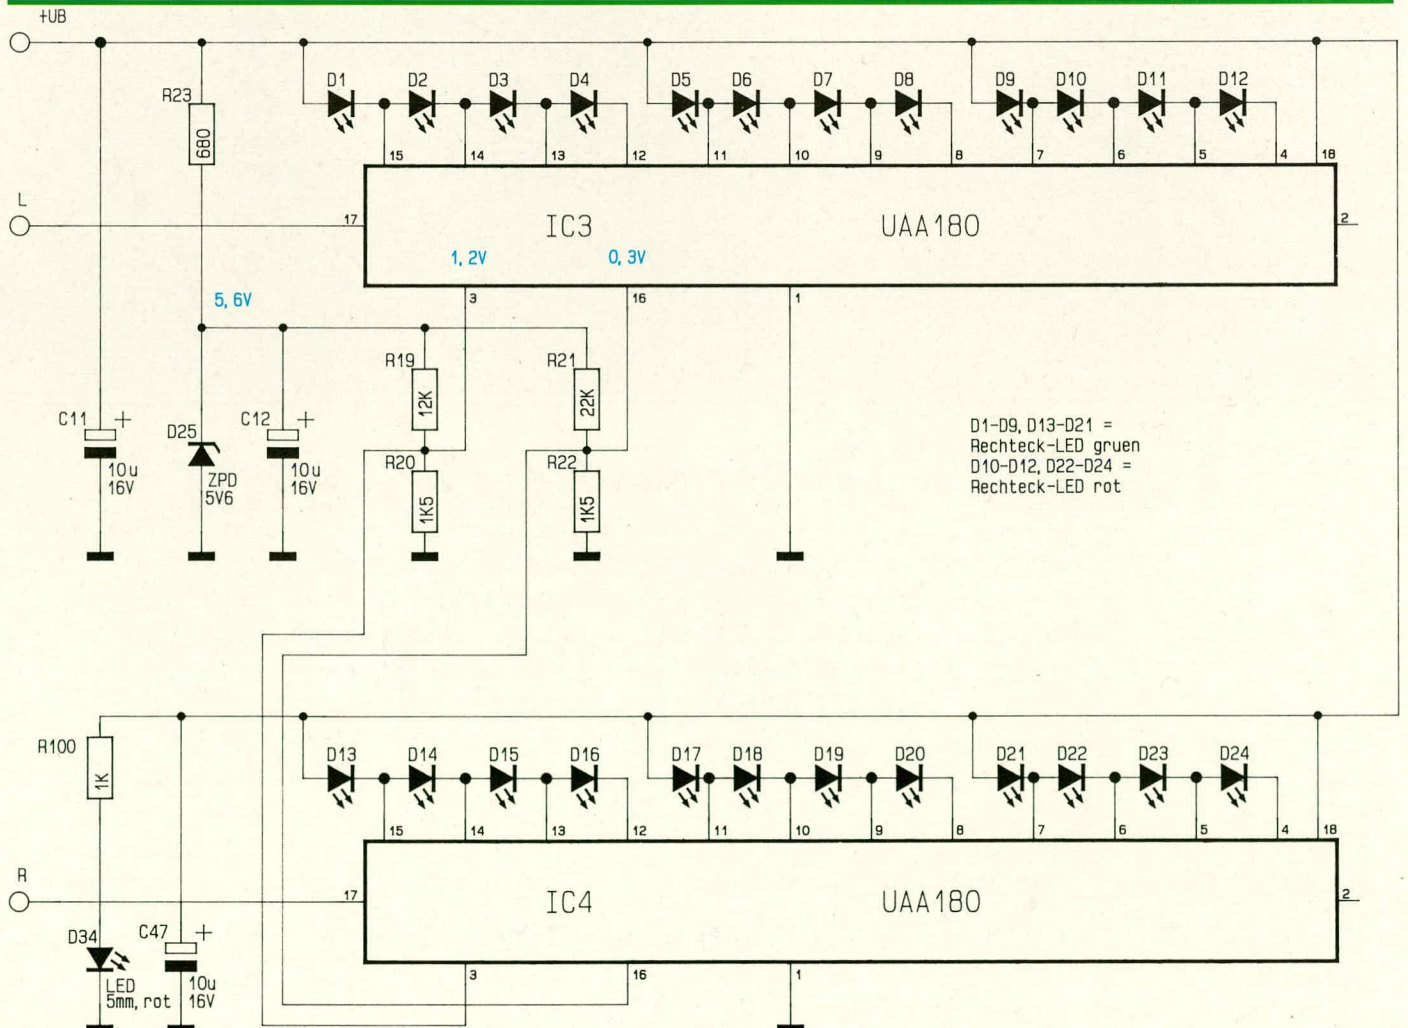 +UB
D1 D2 D3 D4 D5 D6 D7 D8 D9 D10 D11 D12
R23
680
15 14 13 12 11 10 9 8 7 6 5 4 18
L
17 IC3 UAA180 2
1,2V 0,3V
5,6V
3 16 1
R19 R21
12K 22K
C11 + D25 C12 +
10u 16V
ZPD 5V6
10u 16V
R20 R22
1K5 1K5
D1-D9, D13-D21 =
Rechteck-LED gruen
D10-D12, D22-D24 =
Rechteck-LED rot
R100
1K
D13 D14 D15 D16 D17 D18 D19 D20 D21 D22 D23 D24
15 14 13 12 11 10 9 8 7 6 5 4 18
R
17 IC4 UAA180 2
D34 C47 +
LED
5mm, rot
10u
16V
3 16 1